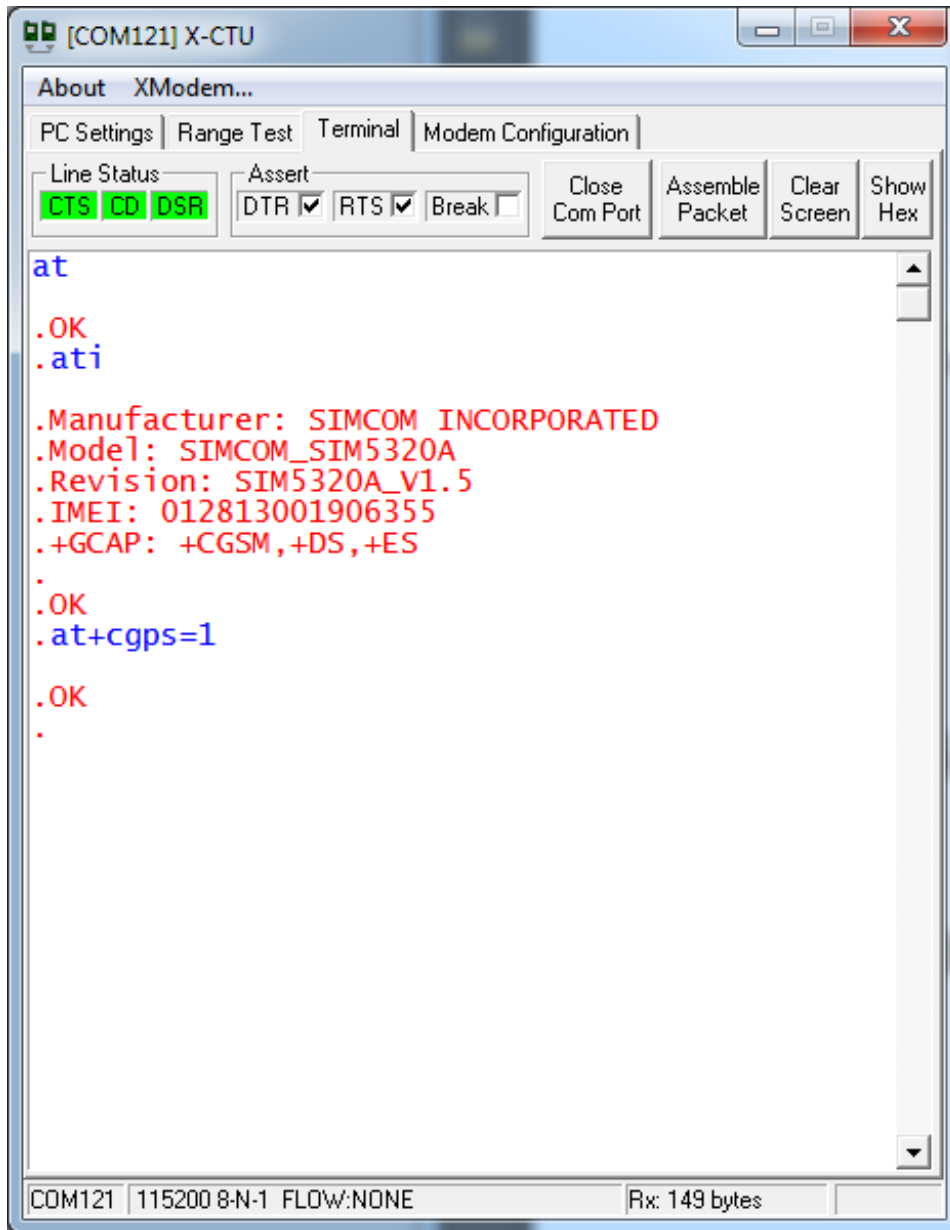 [COM121] X-CTU
About XModem...
PC Settings Range Test Terminal Modem Configuration
Line Status
CTS CD DSR
Assert
DTR RTS Break
Close Com Port
Assemble Packet
Clear Screen
Show Hex
at
.OK
.ati
.Manufacturer: SIMCOM INCORPORATED
.Model: SIMCOM_SIM5320A
.Revision: SIM5320A_V1.5
.IMEI: 012813001906355
.+GCAP: +CGSM,+DS,+ES
.
.OK
.at+cgps=1
.OK
.
COM121 115200 8-N-1 FLOW:NONE Rx: 149 bytes